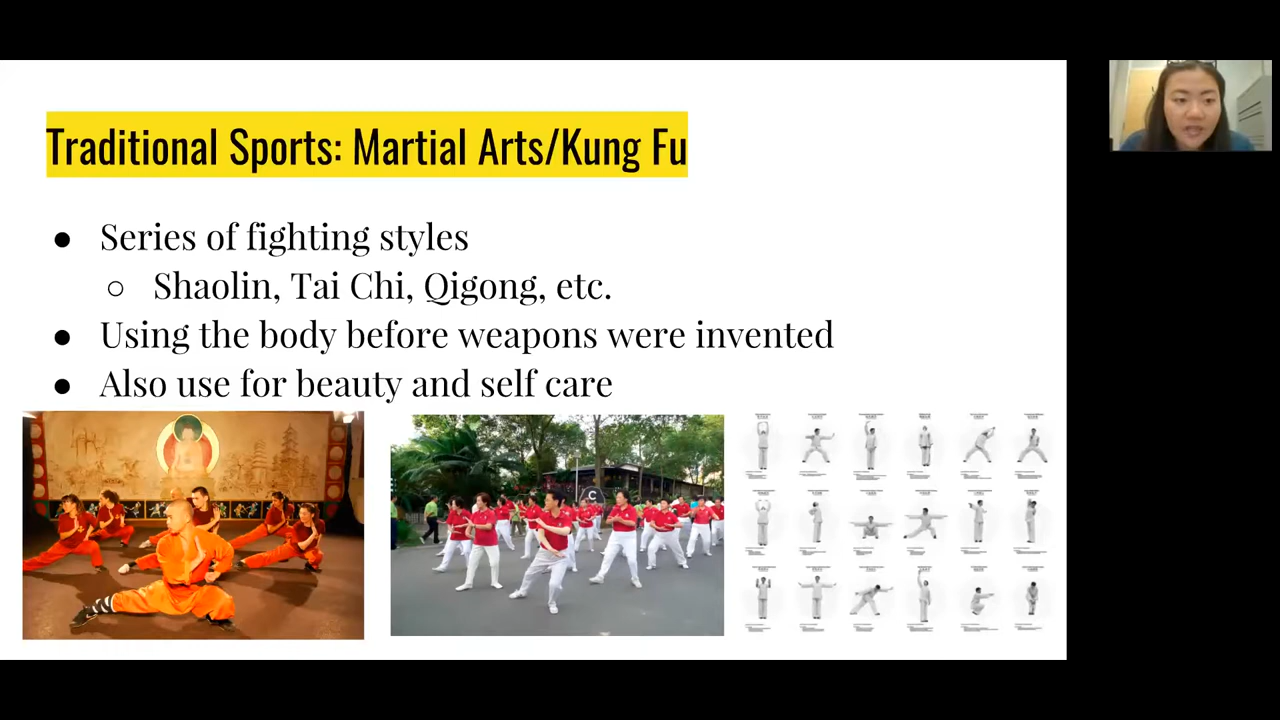 Traditional Sports: Martial Arts/Kung Fu
● Series of fighting styles
○ Shaolin, Tai Chi, Qigong, etc.
● Using the body before weapons were invented
● Also use for beauty and self care
C